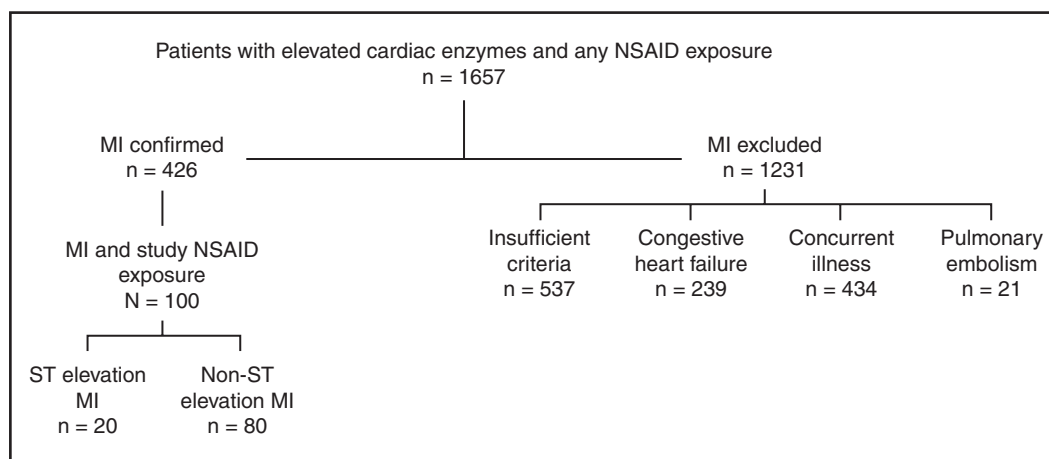 Patients with elevated cardiac enzymes and any NSAID exposure
n = 1657
MI confirmed
n = 426
MI excluded
n = 1231
MI and study NSAID
exposure
N = 100
Insufficient
criteria
n = 537
Congestive
heart failure
n = 239
Concurrent
illness
n = 434
Pulmonary
embolism
n = 21
ST elevation
MI
n = 20
Non-ST
elevation MI
n = 80